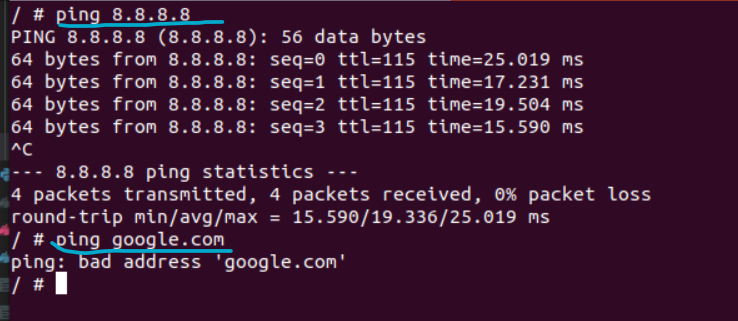 / # ping 8.8.8.8
PING 8.8.8.8 (8.8.8.8): 56 data bytes
64 bytes from 8.8.8.8: seq=0 ttl=115 time=25.019 ms
64 bytes from 8.8.8.8: seq=1 ttl=115 time=17.231 ms
64 bytes from 8.8.8.8: seq=2 ttl=115 time=19.504 ms
64 bytes from 8.8.8.8: seq=3 ttl=115 time=15.590 ms
^C
--- 8.8.8.8 ping statistics ---
4 packets transmitted, 4 packets received, 0% packet loss
round-trip min/avg/max = 15.590/19.336/25.019 ms
/ # ping google.com
ping: bad address 'google.com'
/ #